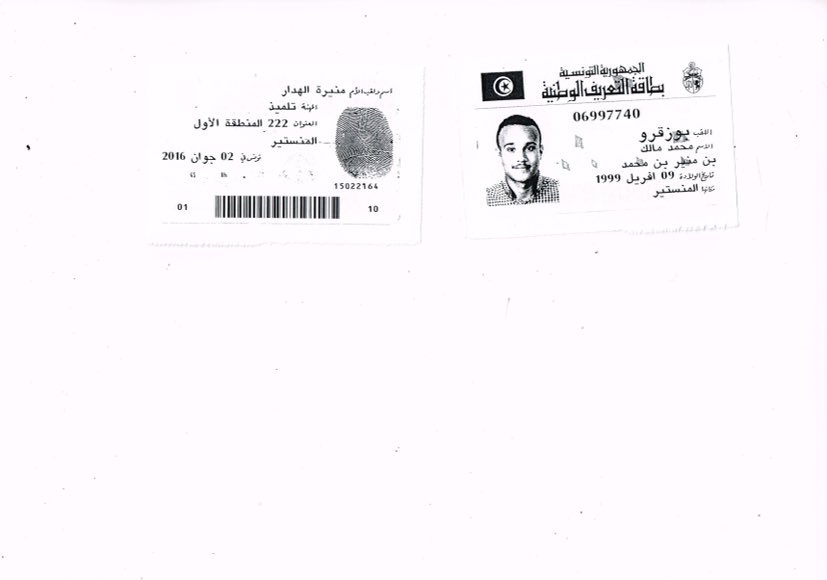 الجمهورية التونسية
بطاقة التعريف الوطنية
06997740
اللقب بوزقرو
الاسم محمد مالك
بن منير بن محمد
تاريخ الولادة 09 افريل 1999
مكانها المنستير
اسم ولقب الأم منيرة الهدار
المهنة تلميذ
العنوان 222 المنطقة الأول
المنستير
تونس في 02 جوان 2016
15022164
01
10